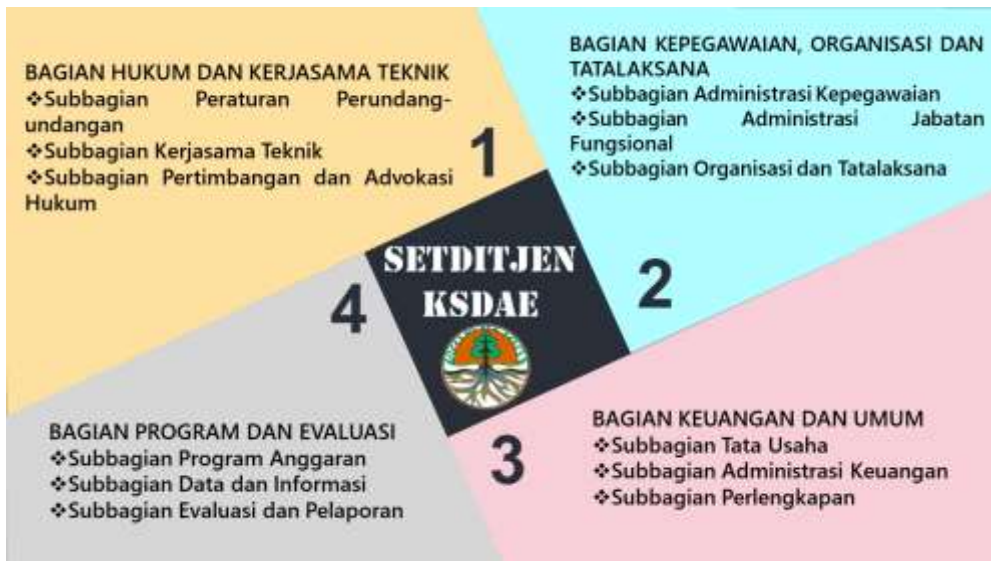 BAGIAN HUKUM DAN KERJASAMA TEKNIK
❖Subbagian Peraturan Perundang-
undangan
❖Subbagian Kerjasama Teknik
❖Subbagian Pertimbangan dan Advokasi
Hukum
1
BAGIAN KEPEGAWAIAN, ORGANISASI DAN
TATALAKSANA
❖Subbagian Administrasi Kepegawaian
❖Subbagian Administrasi Jabatan
Fungsional
❖Subbagian Organisasi dan Tatalaksana
2
SETDITJEN
KSDAE
4
BAGIAN PROGRAM DAN EVALUASI
❖Subbagian Program Anggaran
❖Subbagian Data dan Informasi
❖Subbagian Evaluasi dan Pelaporan
3
BAGIAN KEUANGAN DAN UMUM
❖Subbagian Tata Usaha
❖Subbagian Administrasi Keuangan
❖Subbagian Perlengkapan